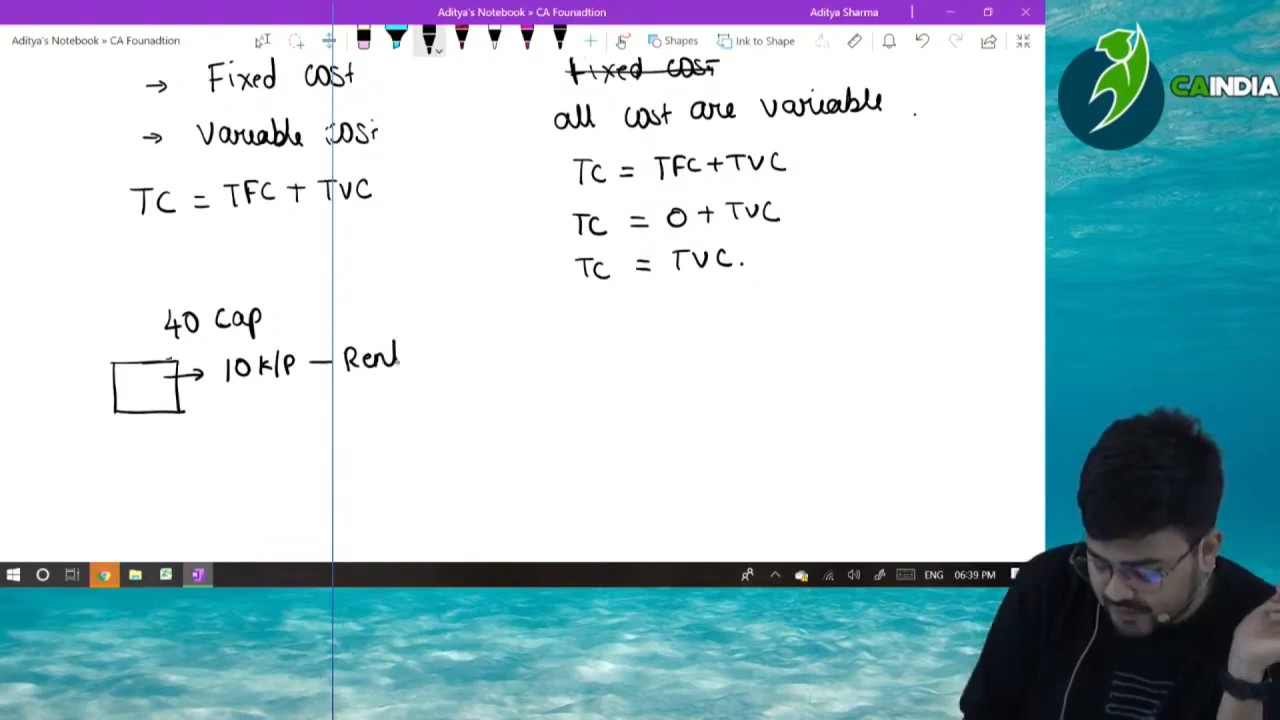 Aditya's Notebook » CA Founadtion
Aditya Sharma
Aditya's Notebook » CA Founadtion
Shapes
Ink to Shape
CAINDIA
→ Fixed cost
→ Variable cost
TC = TFC + TVC
40 Cap
→ 10K/P — Rent
Fixed cost
all cost are variable .
TC = TFC + TVC
TC = 0 + TVC
TC = TVC.
ENG
06:39 PM